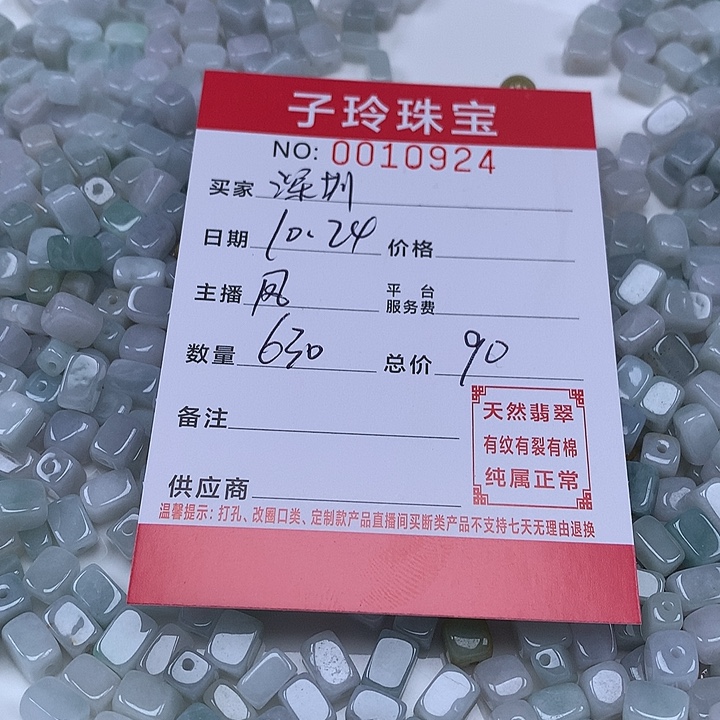 子玲珠宝
NO: 0010924
买家 深圳
日期 10.24 价格
主播 风 平台服务费
数量 630 总价 90
备注
天然翡翠
有纹有裂有棉
纯属正常
供应商
温馨提示：打孔、改圈口类、定制款产品直播间买断类产品不支持七天无理由退换